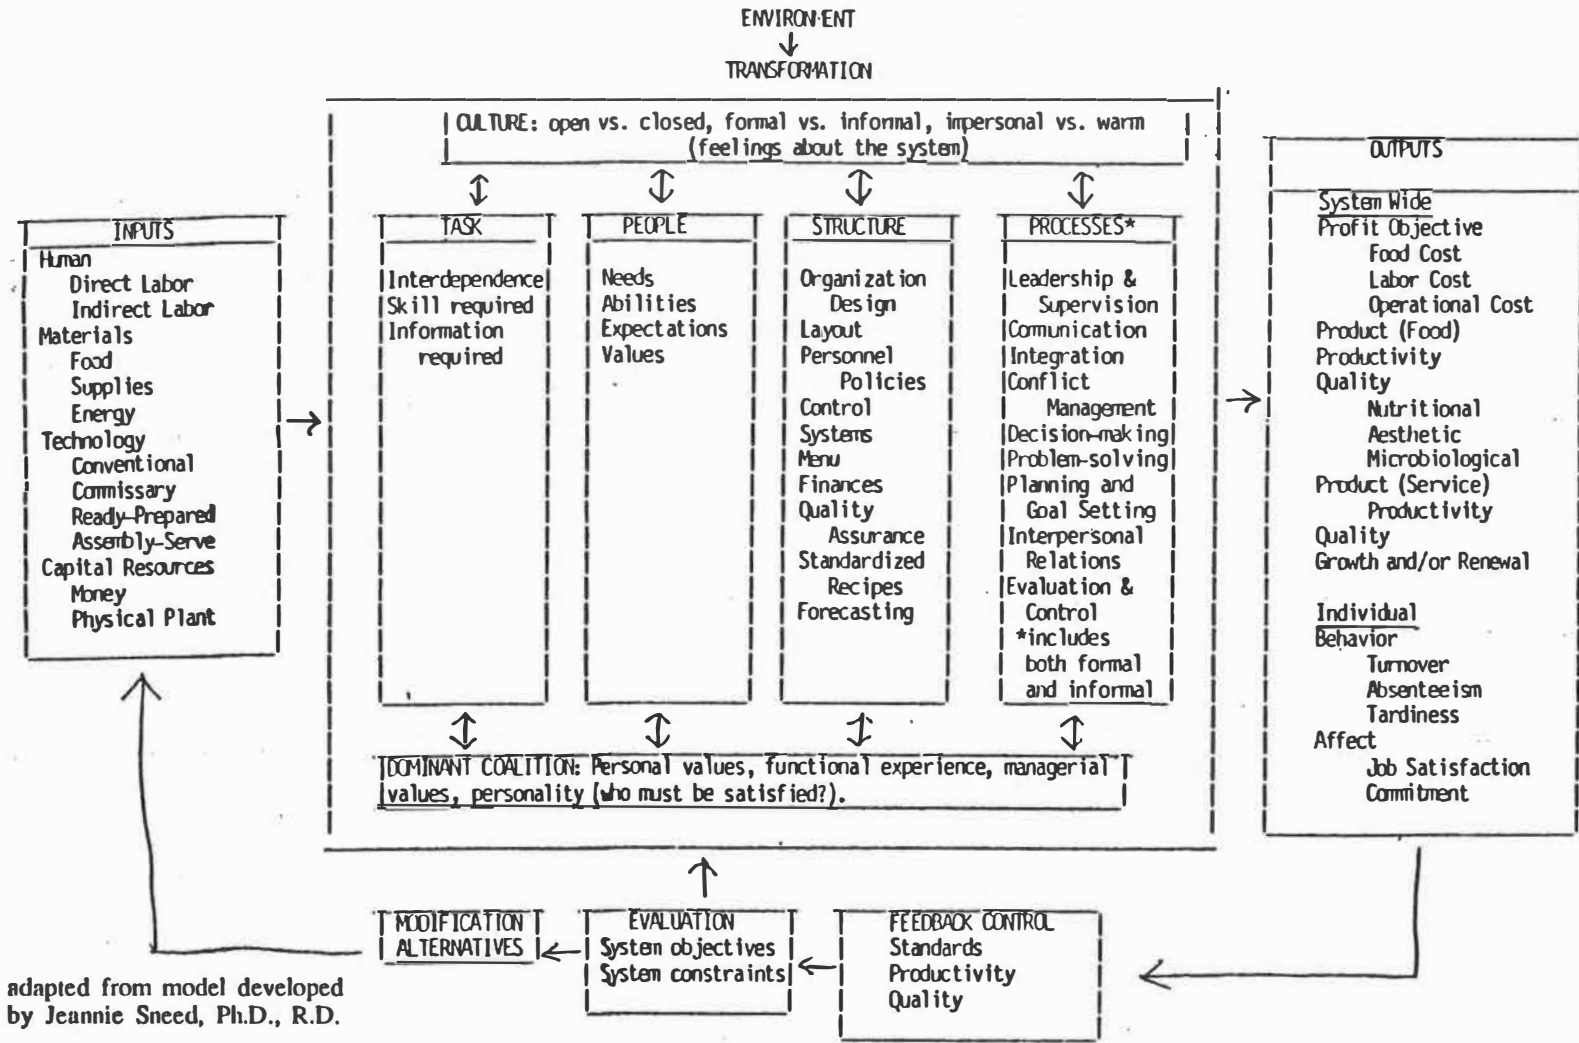 ENVIRON·ENT
TRANSFORMATION
CULTURE: open vs. closed, formal vs. informal, impersonal vs. warm
(feelings about the system)
INPUTS
Human
Direct Labor
Indirect Labor
Materials
Food
Supplies
Energy
Technology
Conventional
Commissary
Ready-Prepared
Assembly-Serve
Capital Resources
Money
Physical Plant
TASK
Interdependence
Skill required
Information
required
PEOPLE
Needs
Abilities
Expectations
Values
STRUCTURE
Organization
Design
Layout
Personnel
Policies
Control
Systems
Menu
Finances
Quality
Assurance
Standardized
Recipes
Forecasting
PROCESSES*
Leadership &
Supervision
Comunication
Integration
Conflict
Management
Decision-making
Problem-solving
Planning and
Goal Setting
Interpersonal
Relations
Evaluation &
Control
*includes
both formal
and informal
DOMINANT COALITION: Personal values, functional experience, managerial
values, personality (who must be satisfied?).
OUTPUTS
System Wide
Profit Objective
Food Cost
Labor Cost
Operational Cost
Product (Food)
Productivity
Quality
Nutritional
Aesthetic
Microbiological
Product (Service)
Productivity
Quality
Growth and/or Renewal
Individual
Behavior
Turnover
Absenteeism
Tardiness
Affect
Job Satisfaction
Commitment
FEEDBACK CONTROL
Standards
Productivity
Quality
EVALUATION
System objectives
System constraints
MODIFICATION
ALTERNATIVES
adapted from model developed
by Jeannie Sneed, Ph.D., R.D.